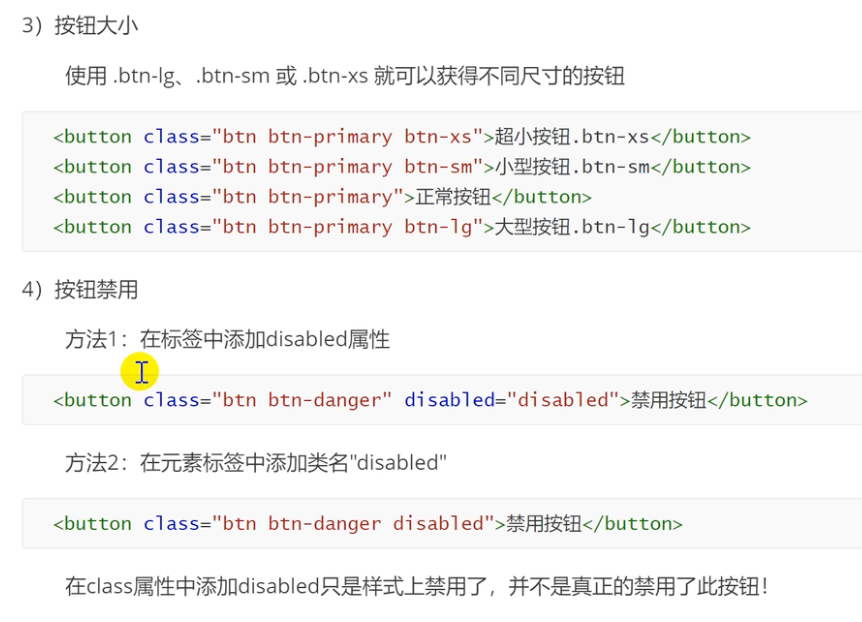 3）按钮大小
使用 .btn-lg、.btn-sm 或 .btn-xs 就可以获得不同尺寸的按钮
<button class="btn btn-primary btn-xs">超小按钮.btn-xs</button>
<button class="btn btn-primary btn-sm">小型按钮.btn-sm</button>
<button class="btn btn-primary">正常按钮</button>
<button class="btn btn-primary btn-lg">大型按钮.btn-lg</button>
4）按钮禁用
方法1：在标签中添加disabled属性
<button class="btn btn-danger" disabled="disabled">禁用按钮</button>
方法2：在元素标签中添加类名"disabled"
<button class="btn btn-danger disabled">禁用按钮</button>
在class属性中添加disabled只是样式上禁用了，并不是真正的禁用了此按钮！